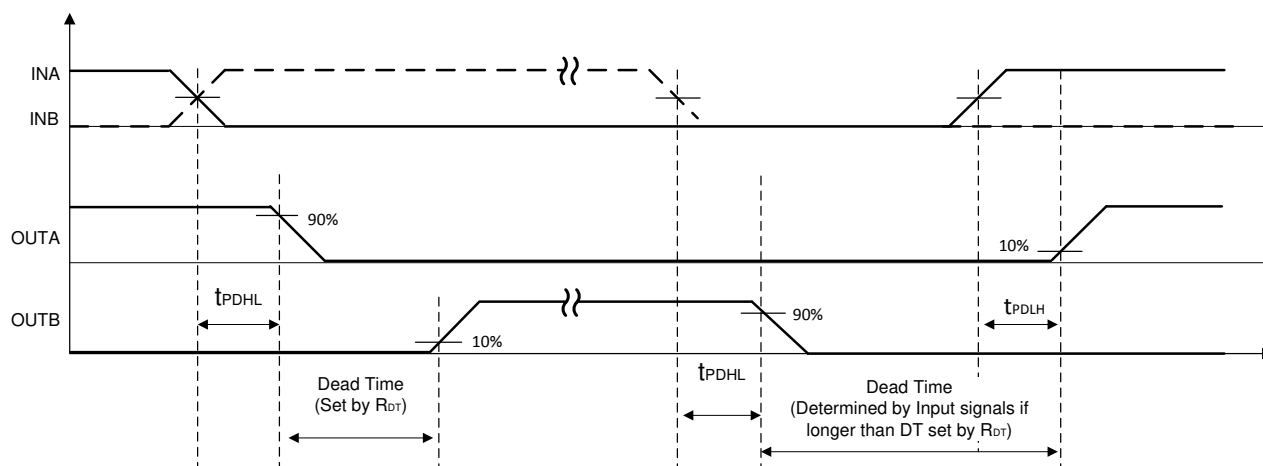 INA
INB
OUTA
90%
10%
tPDHL
tPDLH
OUTB
10%
90%
tPDHL
Dead Time
(Set by RDT)
Dead Time
(Determined by Input signals if
longer than DT set by RDT)